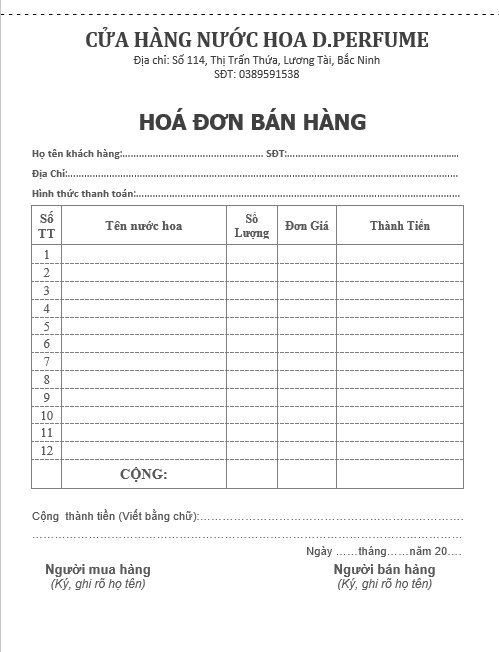 CỬA HÀNG NƯỚC HOA D.PERFUME
Địa chỉ: Số 114, Thị Trấn Thứa, Lương Tài, Bắc Ninh
SĐT: 0389591538
HOÁ ĐƠN BÁN HÀNG
Họ tên khách hàng:............................................... SĐT:.........................................................
Địa Chỉ:..................................................................................................................................
Hình thức thanh toán:............................................................................................................
Số TT Tên nước hoa Số Lượng Đơn Giá Thành Tiền
1
2
3
4
5
6
7
8
9
10
11
12
CỘNG:
Cộng thành tiền (Viết bằng chữ):...........................................................................
..........................................................................................................................
Ngày ......tháng......năm 20....
Người mua hàng Người bán hàng
(Ký, ghi rõ họ tên) (Ký, ghi rõ họ tên)